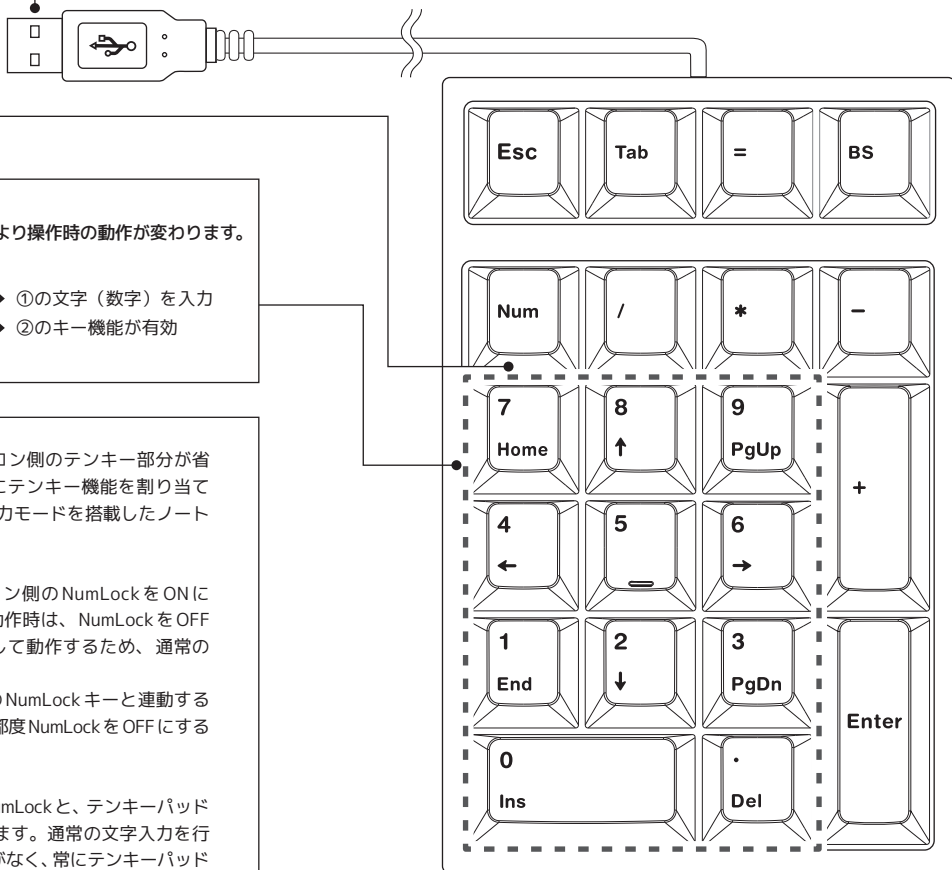 より操作時の動作が変わります。
①の文字（数字）を入力
②のキー機能が有効
コン側のテンキー部分が省
にテンキー機能を割り当て
力モードを搭載したノート
ン側のNumLockをONに
動作時は、NumLockをOFF
して動作するため、通常の
のNumLockキーと連動する
都度NumLockをOFFにする
mLockと、テンキーパッド
ます。通常の文字入力を行
がなく、常にテンキーパッド
Esc Tab = BS
Num / * −
7 8 9
Home ↑ PgUp
+
4 5 6
← →
1 2 3
End ↓ PgDn
Enter
0 .
Ins Del